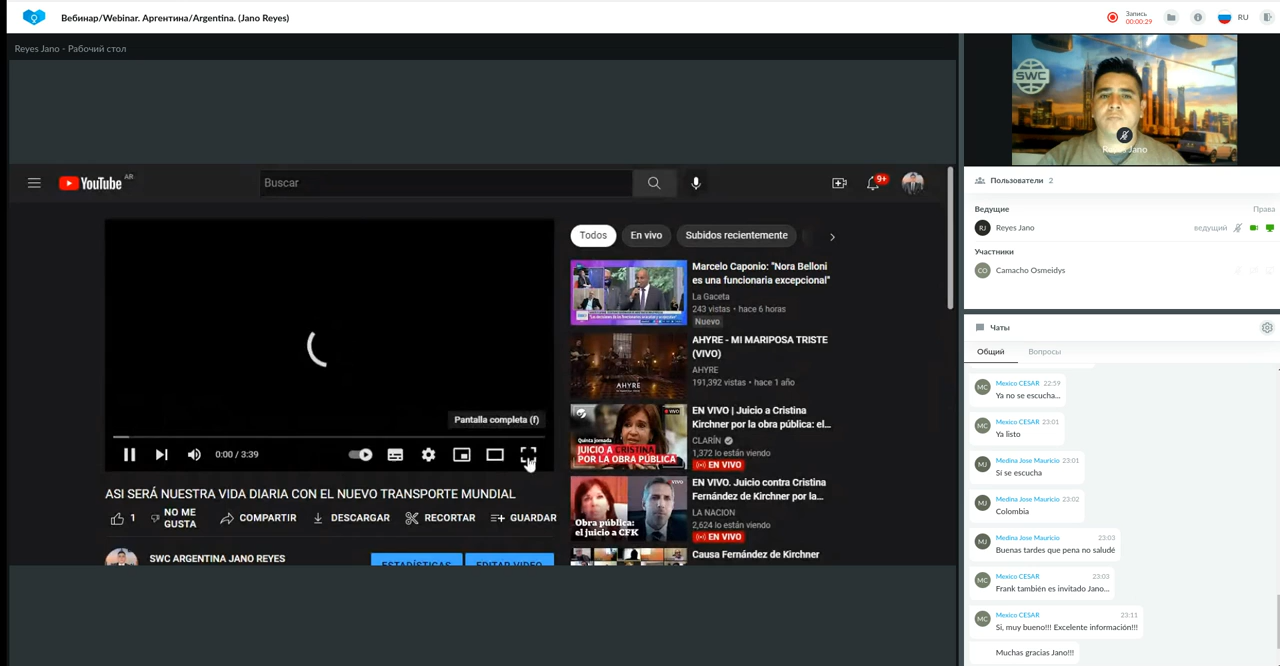 Вебинар/Webinar. Аргентина/Argentina. (Jano Reyes)
Запись
00:00:29
RU
Reyes Jano - Рабочий стол
YouTube AR
Buscar
9+
Todos
En vivo
Subidos recientemente
Pantalla completa (f)
0:00 / 3:39
ASI SERÁ NUESTRA VIDA DIARIA CON EL NUEVO TRANSPORTE MUNDIAL
1
NO ME GUSTA
COMPARTIR
DESCARGAR
RECORTAR
GUARDAR
SWC ARGENTINA JANO REYES
ESTADÍSTICAS
EDITAR VIDEO
Marcelo Caponio: "Nora Belloni
es una funcionaria excepcional"
La Gaceta
243 vistas • hace 6 horas
Nuevo
AHYRE
AHYRE - MI MARIPOSA TRISTE
(VIVO)
AHYRE
191,392 vistas • hace 1 año
VIVO
Quinta jornada
JUICIO A CRISTINA
POR LA OBRA PÚBLICA
EN VIVO | Juicio a Cristina
Kirchner por la obra pública: el...
CLARÍN
1,372 lo están viendo
EN VIVO
VIVO
Obra pública:
el juicio a CFK
EN VIVO. Juicio contra Cristina
Fernández de Kirchner por la...
LA NACION
2,624 lo están viendo
EN VIVO
Causa Fernández de Kirchner
SWC
Reyes Jano
Пользователи 2
Ведущие
Права
RJ
Reyes Jano
ведущий
Участники
CO
Camacho Osmeidys
Чаты
Общий
Вопросы
MC
Mexico CESAR 22:59
Ya no se escucha...
MC
Mexico CESAR 23:01
Ya listo
MJ
Medina Jose Mauricio 23:01
Si se escucha
MJ
Medina Jose Mauricio 23:02
Colombia
MJ
Medina Jose Mauricio 23:03
Buenas tardes que pena no saludé
MC
Mexico CESAR 23:03
Frank también es invitado Jano...
MC
Mexico CESAR 23:11
Si, muy bueno!!! Excelente información!!!
Muchas gracias Jano!!!